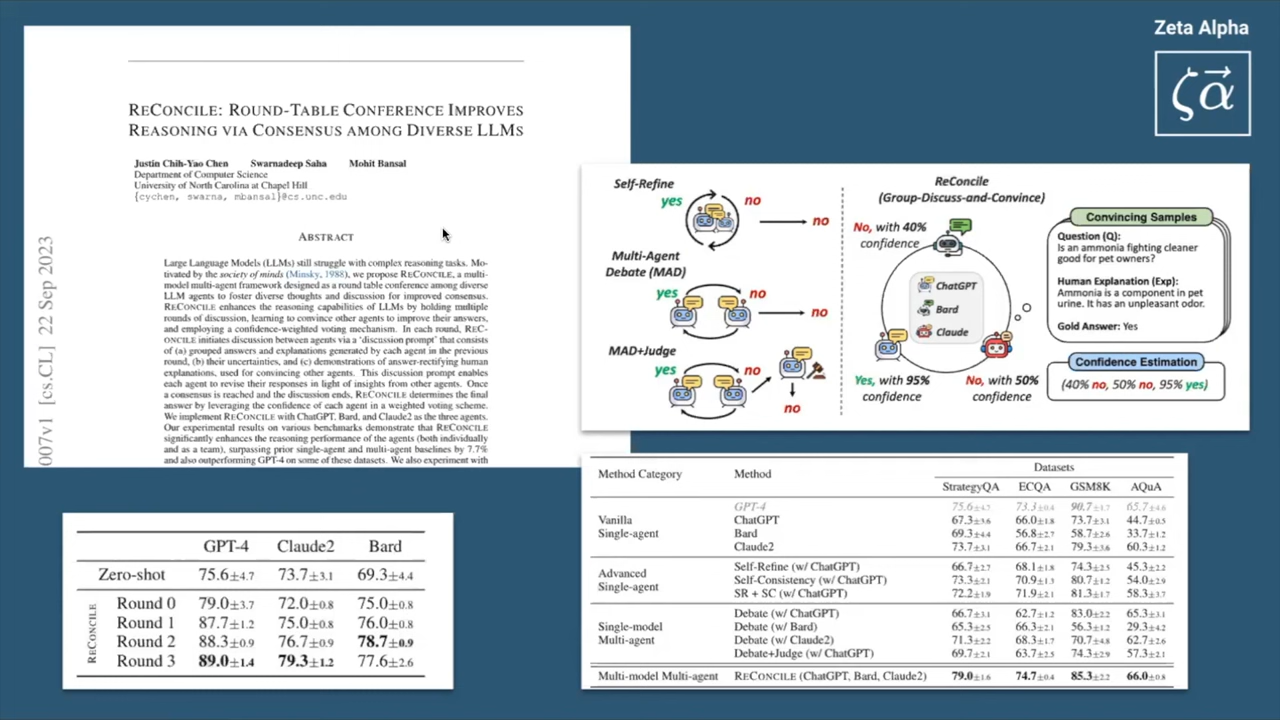 Zeta Alpha
ζα
RECONCILE: ROUND-TABLE CONFERENCE IMPROVES
REASONING VIA CONSENSUS AMONG DIVERSE LLMS
Justin Chih-Yao Chen Swarnadeep Saha Mohit Bansal
Department of Computer Science
University of North Carolina at Chapel Hill
{cychen, swarna, mbansal}@cs.unc.edu
ABSTRACT
Large Language Models (LLMs) still struggle with complex reasoning tasks. Mo-
tivated by the society of minds (Minsky, 1988), we propose RECONCILE, a multi-
model multi-agent framework designed as a round table conference among diverse
LLM agents to foster diverse thoughts and discussion for improved consensus.
RECONCILE enhances the reasoning capabilities of LLMs by holding multiple
rounds of discussion, learning to convince other agents to improve their answers,
and employing a confidence-weighted voting mechanism. In each round, REC-
ONCILE initiates discussion between agents via a 'discussion prompt' that consists
of (a) grouped answers and explanations generated by each agent in the previous
round, (b) their uncertainties, and (c) demonstrations of answer-rectifying human
explanations, used for convincing other agents. This discussion prompt enables
each agent to revise their responses in light of insights from other agents. Once
a consensus is reached and the discussion ends, RECONCILE determines the final
answer by leveraging the confidence of each agent in a weighted voting scheme.
We implement RECONCILE with ChatGPT, Bard, and Claude2 as the three agents.
Our experimental results on various benchmarks demonstrate that RECONCILE
significantly enhances the reasoning performance of the agents (both individually
and as a team), surpassing prior single-agent and multi-agent baselines by 7.7%
and also outperforming GPT-4 on some of these datasets. We also experiment with
007v1 [cs.CL] 22 Sep 2023
Self-Refine
yes no
no
Multi-Agent
Debate (MAD)
yes no
no
MAD+Judge
yes no
no
ReConcile
(Group-Discuss-and-Convince)
No, with 40%
confidence
ChatGPT
Bard
Claude
Yes, with 95%
confidence
No, with 50%
confidence
Convincing Samples
Question (Q):
Is an ammonia fighting cleaner
good for pet owners?
Human Explanation (Exp):
Ammonia is a component in pet
urine. It has an unpleasant odor.
Gold Answer: Yes
Confidence Estimation
(40% no, 50% no, 95% yes)
GPT-4 Claude2 Bard
Zero-shot 75.6±4.7 73.7±3.1 69.3±4.4
RECONCILE
Round 0 79.0±3.7 72.0±0.8 75.0±0.8
Round 1 87.7±1.2 75.0±0.8 76.0±0.8
Round 2 88.3±0.9 76.7±0.9 78.7±0.9
Round 3 89.0±1.4 79.3±1.2 77.6±2.6
Method Category Method Datasets
StrategyQA ECQA GSM8K AQuA
Vanilla
Single-agent
GPT-4 75.6±4.7 73.3±0.4 90.7±1.7 65.7±4.6
ChatGPT 67.3±3.6 66.0±1.8 73.7±3.1 44.7±0.5
Bard 69.3±4.4 56.8±2.7 58.7±2.6 33.7±1.2
Claude2 73.7±3.1 66.7±2.1 79.3±3.6 60.3±1.2
Advanced
Single-agent
Self-Refine (w/ ChatGPT) 66.7±2.7 68.1±1.8 74.3±2.5 45.3±2.2
Self-Consistency (w/ ChatGPT) 73.3±2.1 70.9±1.3 80.7±1.2 54.0±2.9
SR + SC (w/ ChatGPT) 72.2±1.9 71.9±2.1 81.3±1.7 58.3±3.7
Single-model
Multi-agent
Debate (w/ ChatGPT) 66.7±3.1 62.7±1.2 83.0±2.2 65.3±3.1
Debate (w/ Bard) 65.3±2.5 66.3±2.1 56.3±1.2 29.3±4.2
Debate (w/ Claude2) 71.3±2.2 68.3±1.7 70.7±4.8 62.7±2.6
Debate+Judge (w/ ChatGPT) 69.7±2.1 63.7±2.5 74.3±2.9 57.3±2.1
Multi-model Multi-agent RECONCILE (ChatGPT, Bard, Claude2) 79.0±1.6 74.7±0.4 85.3±2.2 66.0±0.8